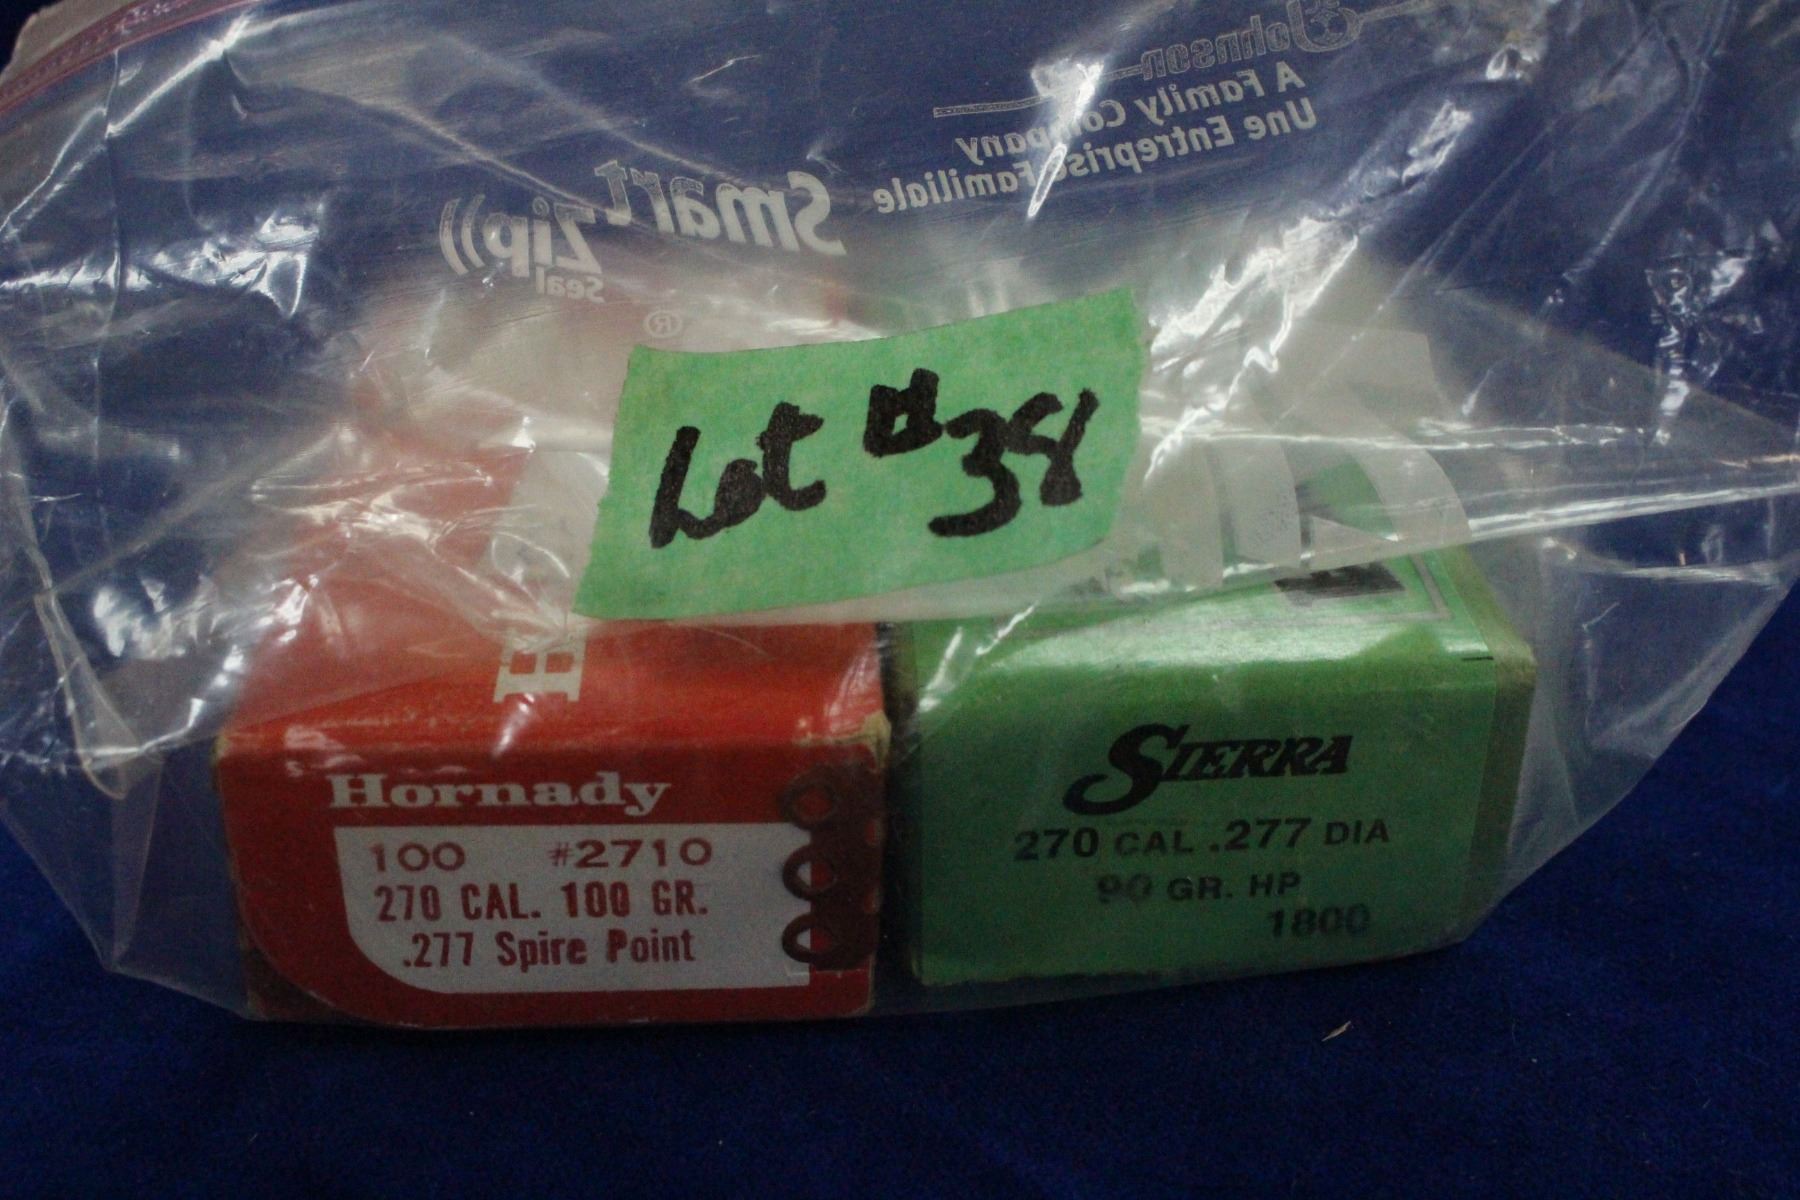 Johnson
A Family Company
Une Entreprise Familiale
Smart
Zip))
Seal
®
Lot #38
H
Hornady
100 #2710
270 CAL. 100 GR.
.277 Spire Point
SIERRA
270 CAL .277 DIA
90 GR. HP
1800